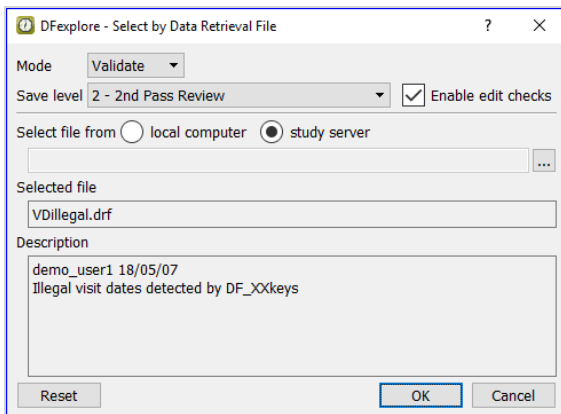 DFexplore - Select by Data Retrieval File ? X
Mode Validate
Save level 2 - 2nd Pass Review Enable edit checks
Select file from local computer study server
...
Selected file
VDillegal.drf
Description
demo_user1 18/05/07
Illegal visit dates detected by DF_XXkeys
Reset OK Cancel